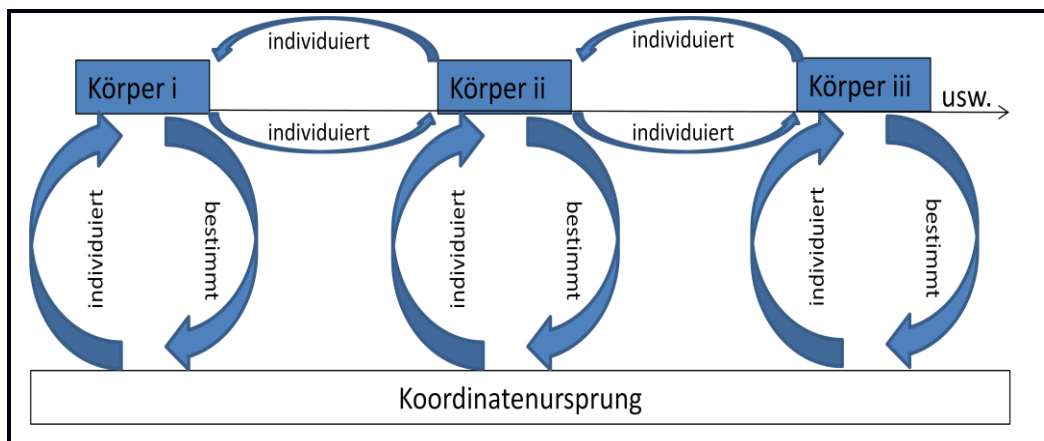 individuiert
individuiert
Körper i
Körper ii
Körper iii
usw.
individuiert
individuiert
individuiert
bestimmt
individuiert
bestimmt
individuiert
bestimmt
Koordinatenursprung